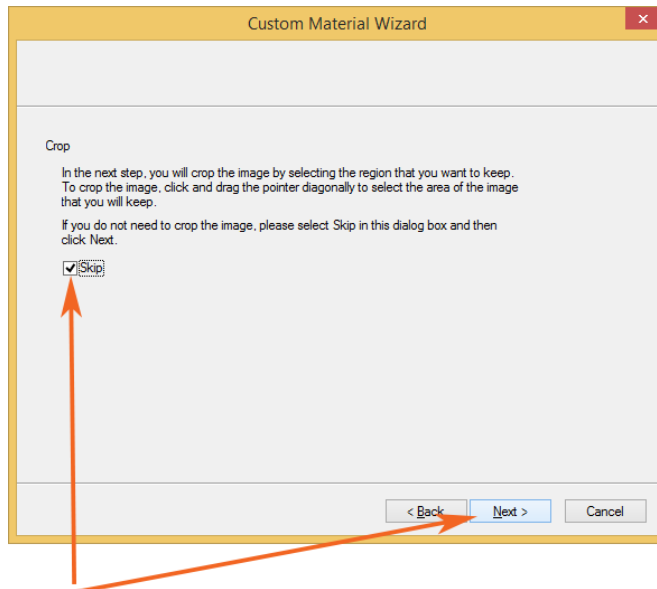 Custom Material Wizard
Crop
In the next step, you will crop the image by selecting the region that you want to keep.
To crop the image, click and drag the pointer diagonally to select the area of the image
that you will keep.
If you do not need to crop the image, please select Skip in this dialog box and then
click Next.
Skip
< Back Next > Cancel